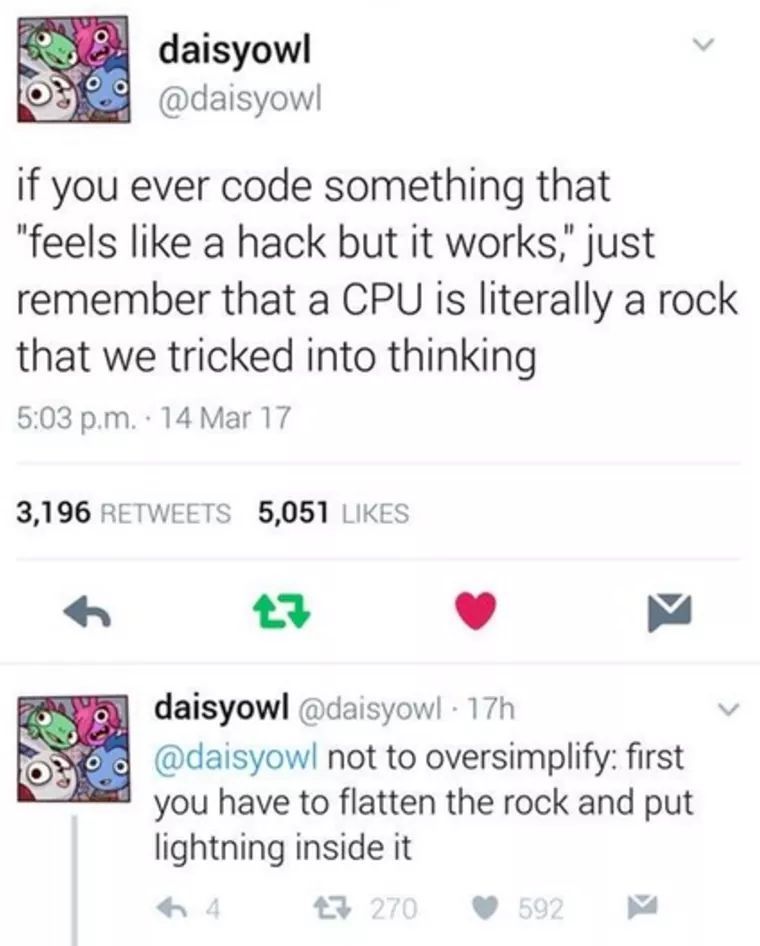 daisyowl
@daisyowl
if you ever code something that
"feels like a hack but it works," just
remember that a CPU is literally a rock
that we tricked into thinking
5:03 p.m. · 14 Mar 17
3,196 RETWEETS 5,051 LIKES
daisyowl @daisyowl · 17h
@daisyowl not to oversimplify: first
you have to flatten the rock and put
lightning inside it
4 270 592